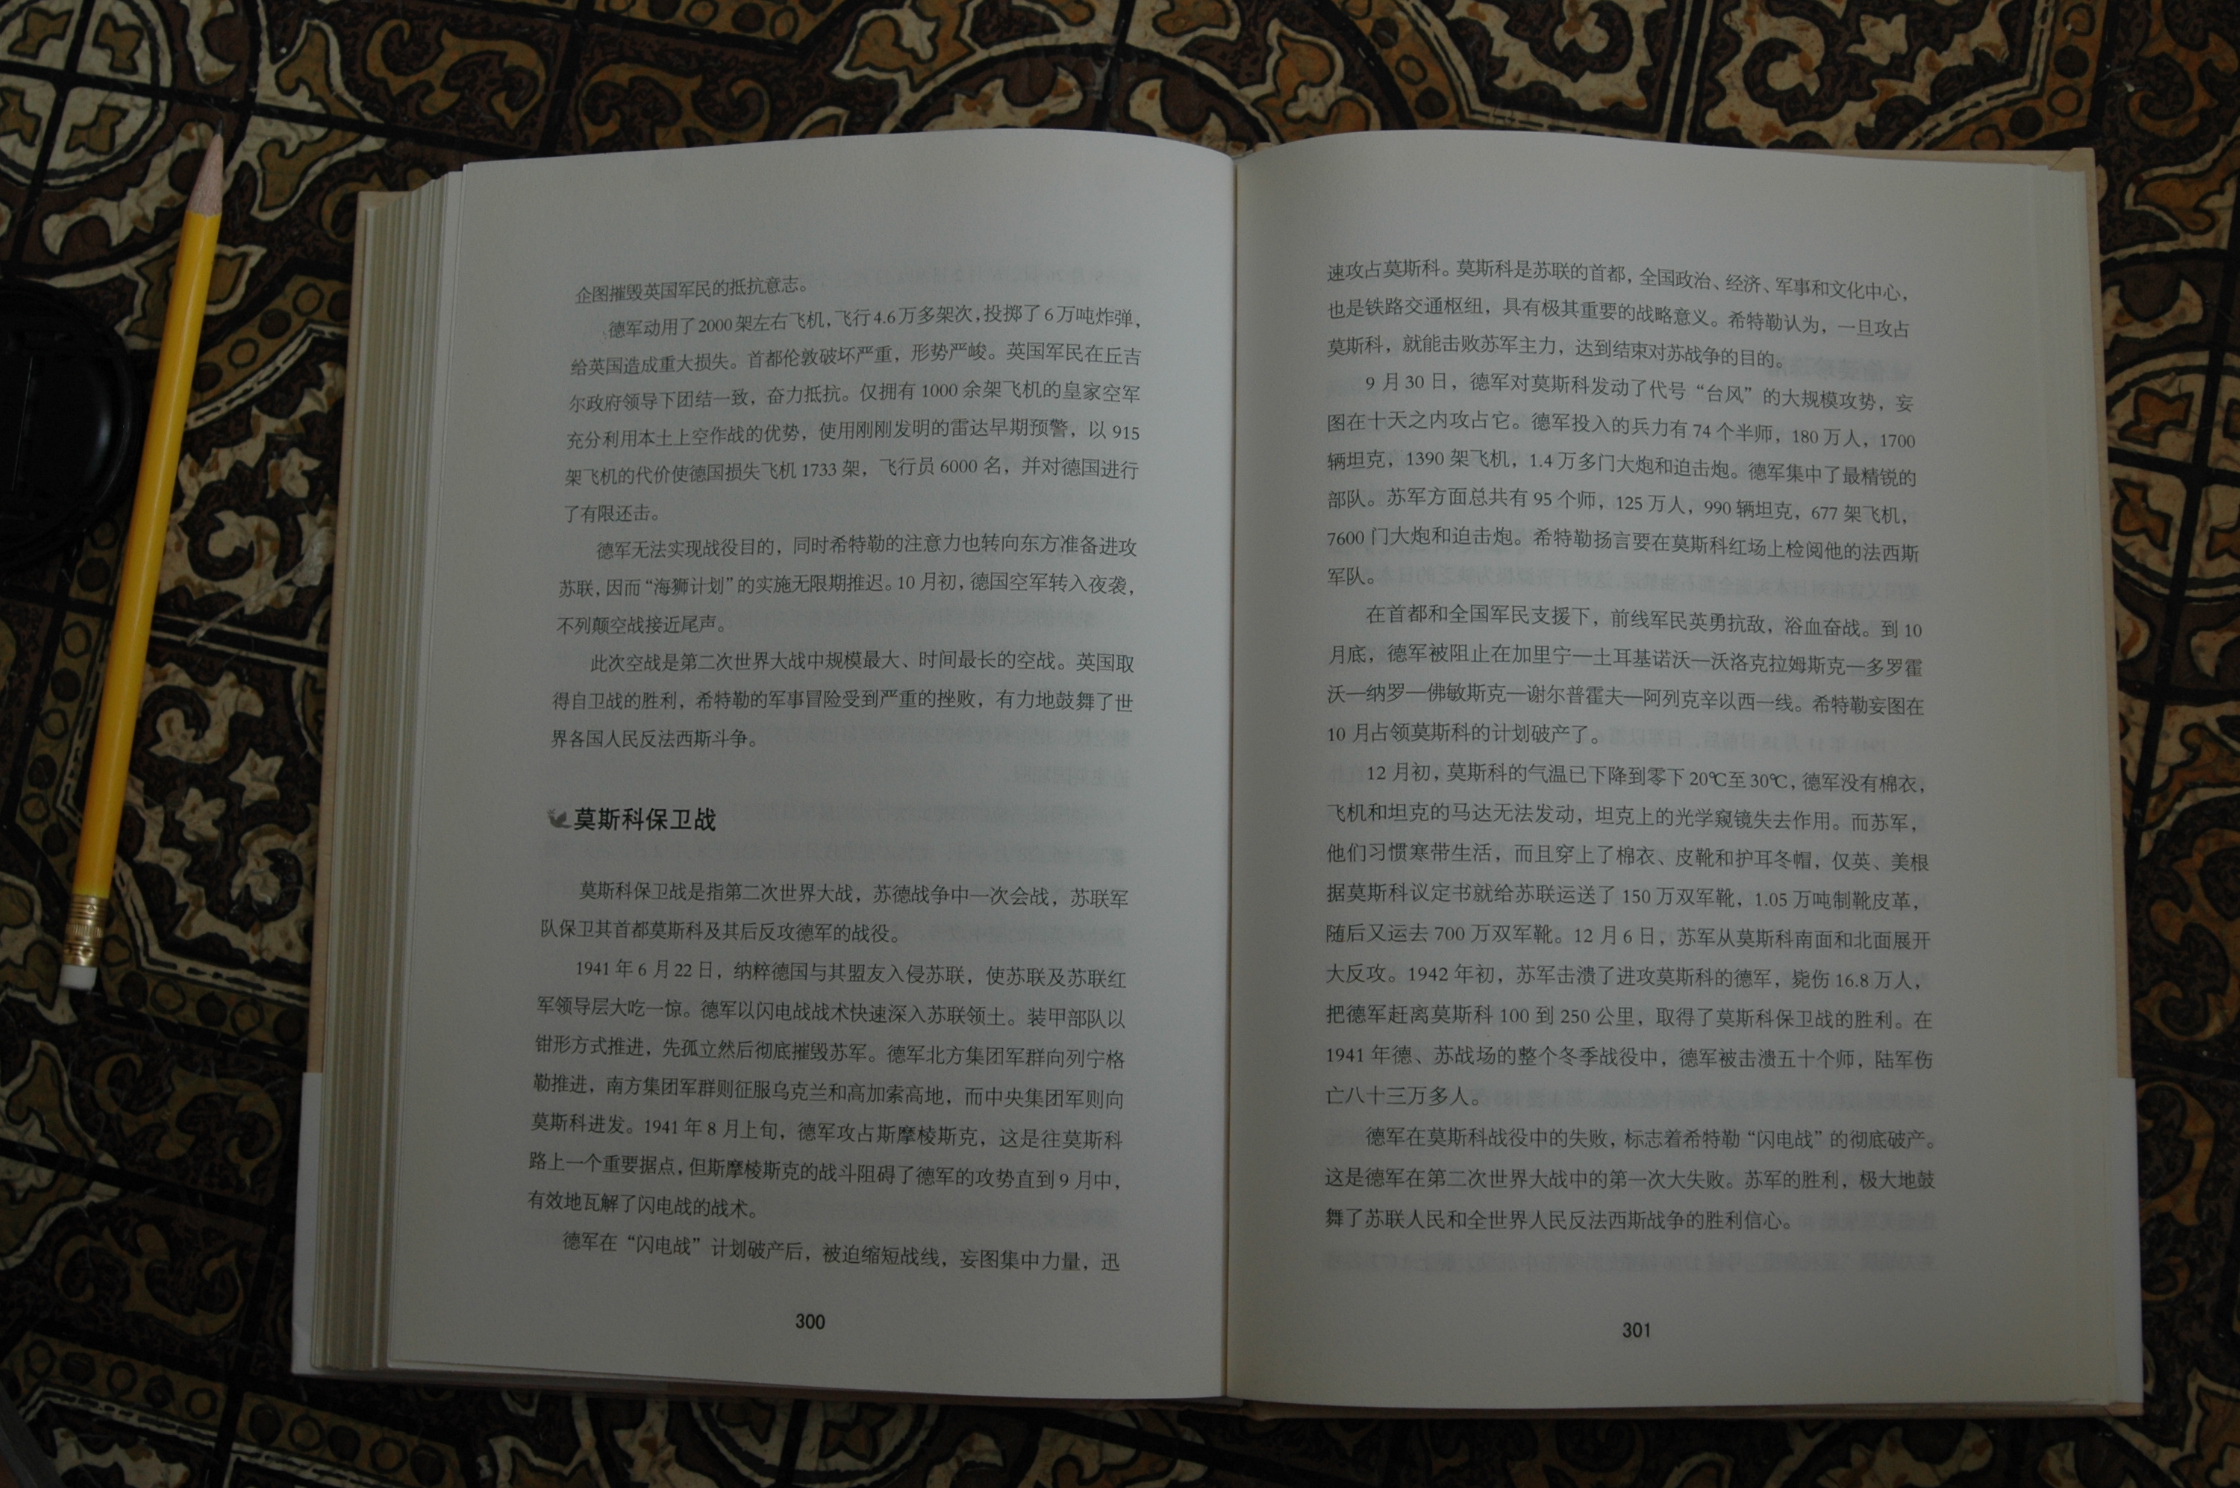 企图摧毁英国军民的抵抗意志。
德军动用了2000架左右飞机，飞行4.6万多架次，投掷了6万吨炸弹，
给英国造成重大损失。首都伦敦破坏严重，形势严峻。英国军民在丘吉
尔政府领导下团结一致，奋力抵抗。仅拥有1000余架飞机的皇家空军
充分利用本土上空作战的优势，使用刚刚发明的雷达早期预警，以915
架飞机的代价使德国损失飞机1733架，飞行员6000名，并对德国进行
了有限还击。
德军无法实现战役目的，同时希特勒的注意力也转向东方准备进攻
苏联，因而“海狮计划”的实施无限期推迟。10月初，德国空军转入夜袭，
不列颠空战接近尾声。
此次空战是第二次世界大战中规模最大、时间最长的空战。英国取
得自卫战的胜利，希特勒的军事冒险受到严重的挫败，有力地鼓舞了世
界各国人民反法西斯斗争。
莫斯科保卫战
莫斯科保卫战是指第二次世界大战，苏德战争中一次会战，苏联军
队保卫其首都莫斯科及其后反攻德军的战役。
1941年6月22日，纳粹德国与其盟友入侵苏联，使苏联及苏联红
军领导层大吃一惊。德军以闪电战战术快速深入苏联领土。装甲部队以
钳形方式推进，先孤立然后彻底摧毁苏军。德军北方集团军群向列宁格
勒推进，南方集团军群则征服乌克兰和高加索高地，而中央集团军则向
莫斯科进发。1941年8月上旬，德军攻占斯摩棱斯克，这是往莫斯科
路上一个重要据点，但斯摩棱斯克的战斗阻碍了德军的攻势直到9月中，
有效地瓦解了闪电战的战术。
德军在“闪电战”计划破产后，被迫缩短战线，妄图集中力量，迅
300
速攻占莫斯科。莫斯科是苏联的首都，全国政治、经济、军事和文化中心，
也是铁路交通枢纽，具有极其重要的战略意义。希特勒认为，一旦攻占
莫斯科，就能击败苏军主力，达到结束对苏战争的目的。
9月30日，德军对莫斯科发动了代号“台风”的大规模攻势，妄
图在十天之内攻占它。德军投入的兵力有74个半师，180万人，1700
辆坦克，1390架飞机，1.4万多门大炮和迫击炮。德军集中了最精锐的
部队。苏军方面总共有95个师，125万人，990辆坦克，677架飞机，
7600门大炮和迫击炮。希特勒扬言要在莫斯科红场上检阅他的法西斯
军队。
在首都和全国军民支援下，前线军民英勇抗敌，浴血奋战。到10
月底，德军被阻止在加里宁—土耳基诺沃—沃洛克拉姆斯克—多罗霍
沃—纳罗—佛敏斯克—谢尔普霍夫—阿列克辛以西一线。希特勒妄图在
10月占领莫斯科的计划破产了。
12月初，莫斯科的气温已下降到零下20℃至30℃，德军没有棉衣，
飞机和坦克的马达无法发动，坦克上的光学窥镜失去作用。而苏军，
他们习惯寒带生活，而且穿上了棉衣、皮靴和护耳冬帽，仅英、美根
据莫斯科议定书就给苏联运送了150万双军靴，1.05万吨制靴皮革，
随后又运去700万双军靴。12月6日，苏军从莫斯科南面和北面展开
大反攻。1942年初，苏军击溃了进攻莫斯科的德军，毙伤16.8万人，
把德军赶离莫斯科100到250公里，取得了莫斯科保卫战的胜利。在
1941年德、苏战场的整个冬季战役中，德军被击溃五十个师，陆军伤
亡八十三万多人。
德军在莫斯科战役中的失败，标志着希特勒“闪电战”的彻底破产。
这是德军在第二次世界大战中的第一次大失败。苏军的胜利，极大地鼓
舞了苏联人民和全世界人民反法西斯战争的胜利信心。
301